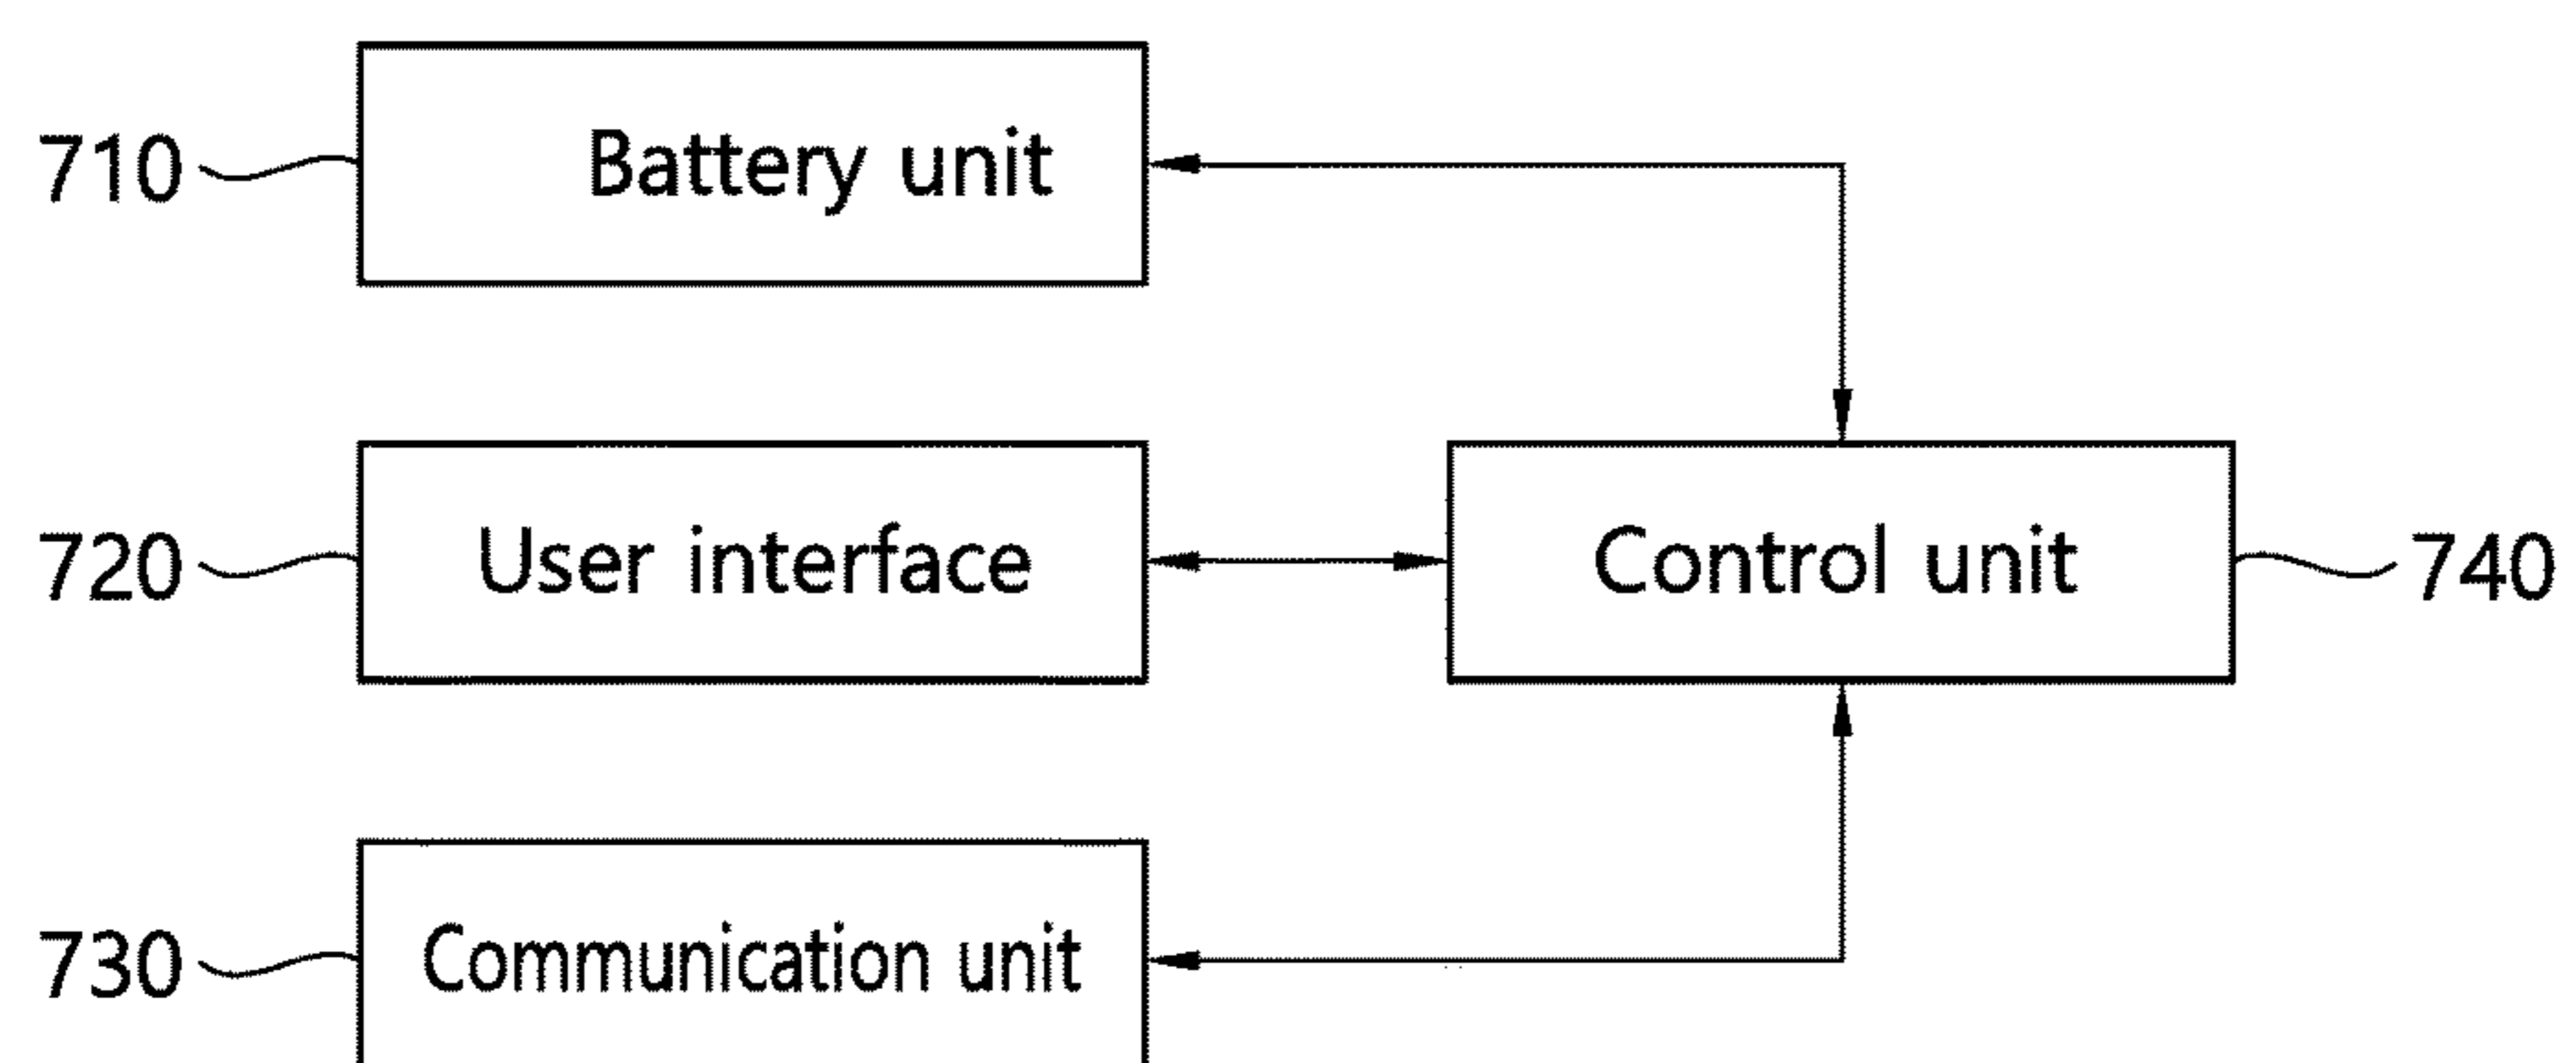 710 Battery unit
720 User interface Control unit 740
730 Communication unit